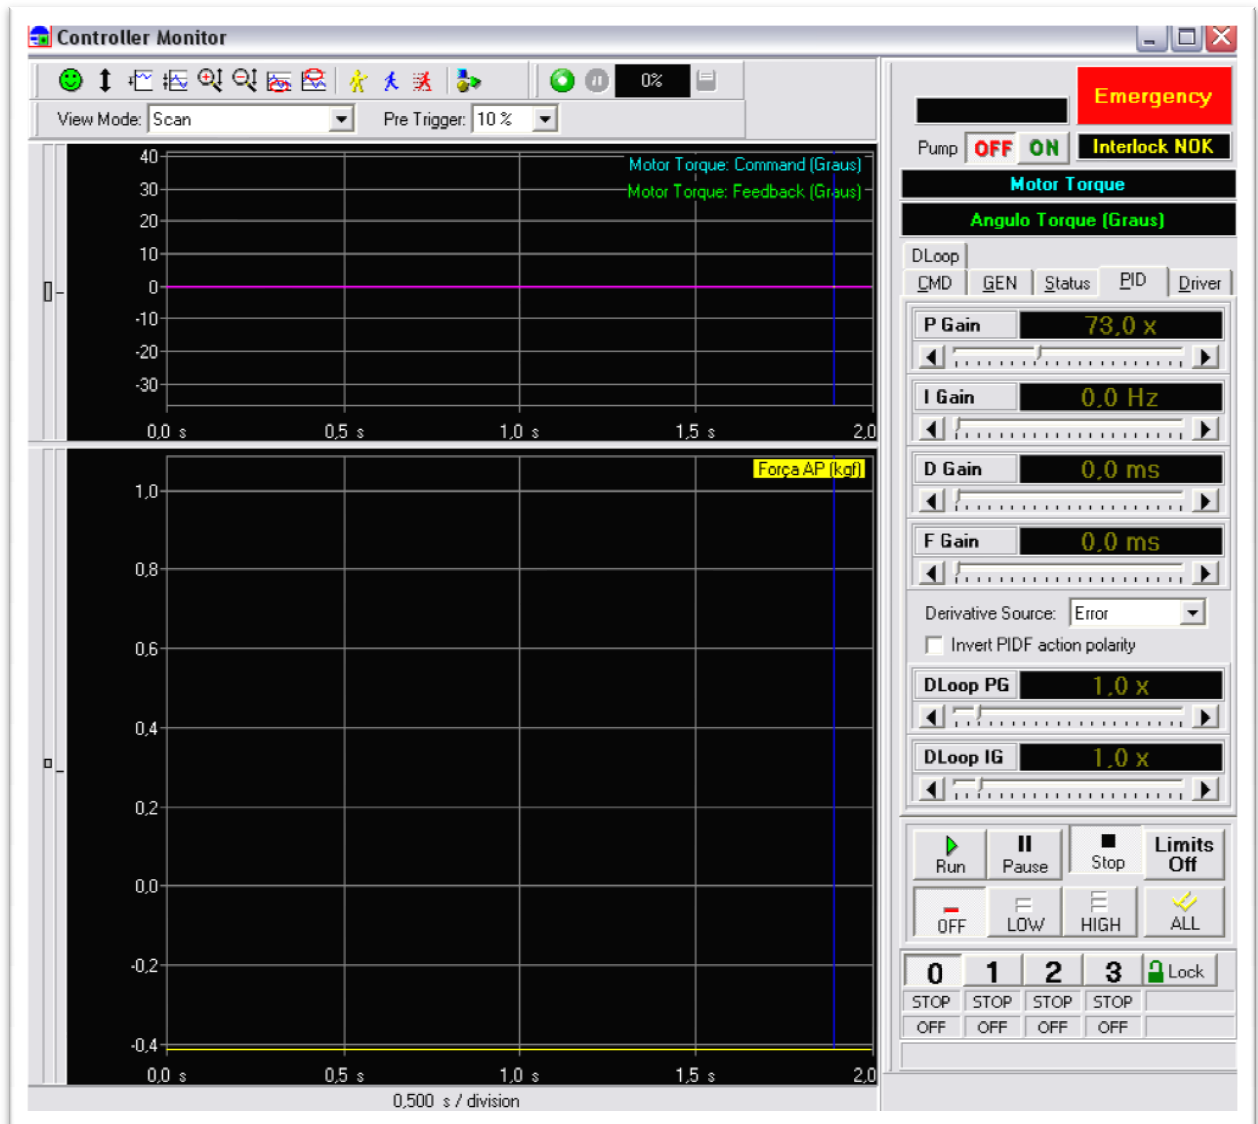 Controller Monitor
0%
View Mode: Scan
Pre Trigger: 10 %
Motor Torque: Command (Graus)
Motor Torque: Feedback (Graus)
40
30
20
10
0
-10
-20
-30
0,0 s 0,5 s 1,0 s 1,5 s 2,0
Força AP (kgf)
1,0
0,8
0,6
0,4
0,2
0,0
-0,2
-0,4
0,0 s 0,5 s 1,0 s 1,5 s 2,0
0,500 s / division
Emergency
Pump OFF ON Interlock NOK
Motor Torque
Angulo Torque (Graus)
DLoop
CMD GEN Status PID Driver
P Gain 73,0 x
I Gain 0,0 Hz
D Gain 0,0 ms
F Gain 0,0 ms
Derivative Source: Error
Invert PIDF action polarity
DLoop PG 1,0 x
DLoop IG 1,0 x
Run Pause Stop Limits Off
OFF LOW HIGH ALL
0 1 2 3 Lock
STOP STOP STOP STOP
OFF OFF OFF OFF